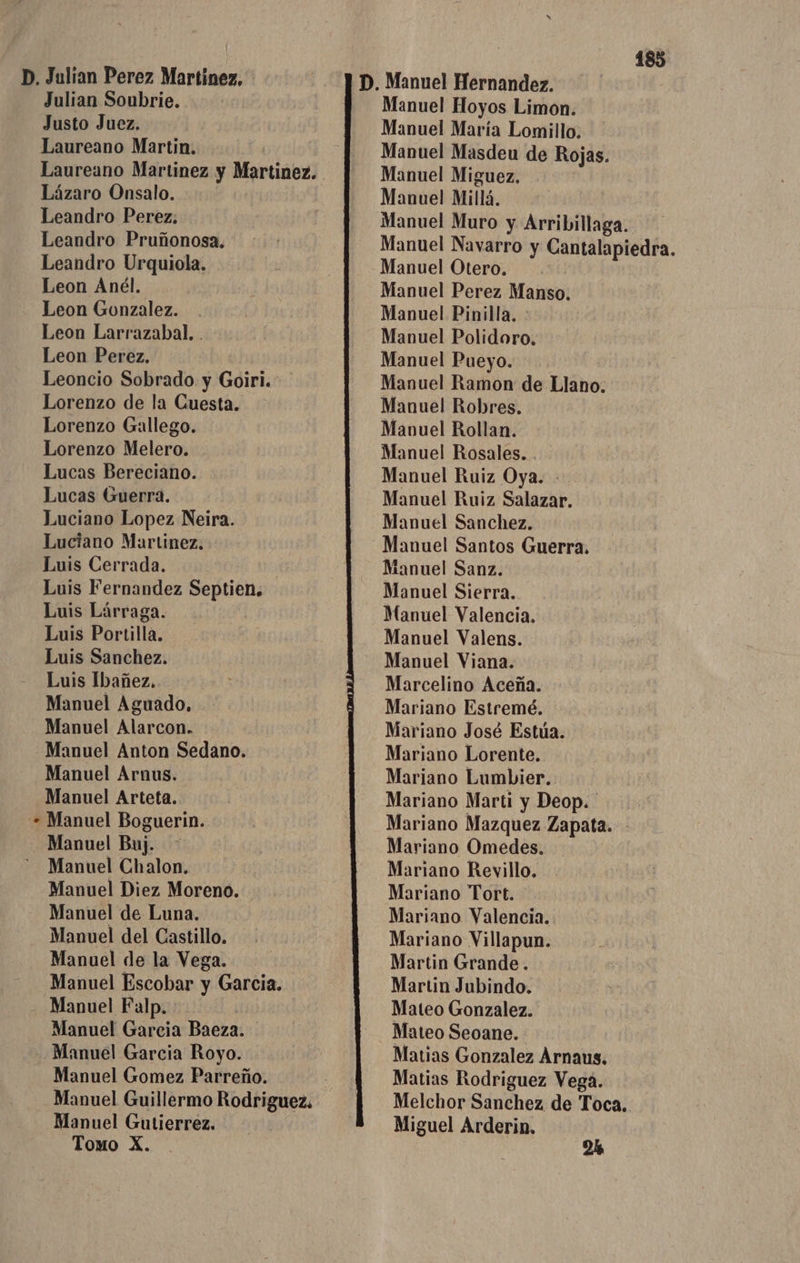 185
D. Julian Perez Martinez.
Julian Soubrie.
Justo Juez.
Laureano Martin.
Laureano Martinez y Martinez.
Lázaro Onsalo.
Leandro Perez.
Leandro Pruñonosa.
Leandro Urquiola.
Leon Anél.
Leon Gonzalez.
Leon Larrazabal.
Leon Perez.
Leoncio Sobrado y Goiri.
Lorenzo de la Cuesta.
Lorenzo Gallego.
Lorenzo Melero.
Lucas Bereciano.
Lucas Guerra.
Luciano Lopez Neira.
Luciano Martinez.
Luis Cerrada.
Luis Fernandez Septien.
Luis Lárraga.
Luis Portilla.
Luis Sanchez.
Luis Ibañez.
Manuel Aguado.
Manuel Alarcon.
Manuel Anton Sedano.
Manuel Arnus.
Manuel Arteta.
Manuel Boguerin.
Manuel Buj.
Manuel Chalon.
Manuel Diez Moreno.
Manuel de Luna.
Manuel del Castillo.
Manuel de la Vega.
Manuel Escobar y Garcia.
Manuel Falp.
Manuel Garcia Baeza.
Manuel Garcia Royo.
Manuel Gomez Parreño.
Manuel Guillermo Rodriguez.
Manuel Gutierrez.
Tomo X.
D. Manuel Hernandez.
Manuel Hoyos Limon.
Manuel María Lomillo.
Manuel Masdeu de Rojas.
Manuel Miguez.
Manuel Millá.
Manuel Muro y Arribillaga.
Manuel Navarro y Cantalapiedra.
Manuel Otero.
Manuel Perez Manso.
Manuel Pinilla.
Manuel Polidoro.
Manuel Pueyo.
Manuel Ramon de Llano.
Manuel Robres.
Manuel Rollan.
Manuel Rosales.
Manuel Ruiz Oya.
Manuel Ruiz Salazar.
Manuel Sanchez.
Manuel Santos Guerra.
Manuel Sanz.
Manuel Sierra.
Manuel Valencia.
Manuel Valens.
Manuel Viana.
Marcelino Aceña.
Mariano Estremé.
Mariano José Estúa.
Mariano Lorente.
Mariano Lumbier.
Mariano Marti y Deop.
Mariano Mazquez Zapata.
Mariano Omedes.
Mariano Revillo.
Mariano Tort.
Mariano Valencia.
Mariano Villapun.
Martin Grande.
Martin Jubindo.
Mateo Gonzalez.
Mateo Seoane.
Matias Gonzalez Arnaus.
Matias Rodriguez Vega.
Melchor Sanchez de Toca.
Miguel Arderin.
24